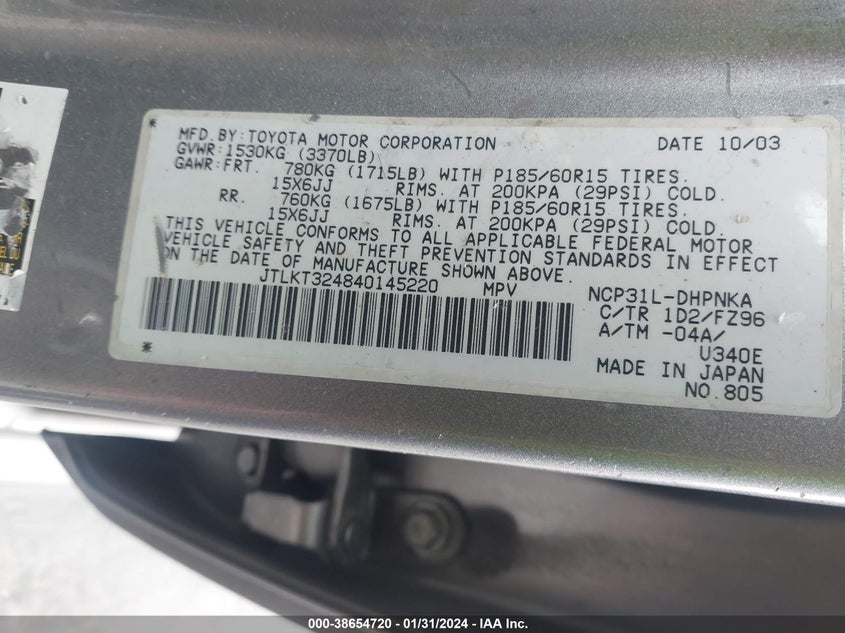 * MFD. BY: TOYOTA MOTOR CORPORATION DATE 10/03
GVWR: 1530KG (3370LB)
GAWR: FRT. 780KG (1715LB) WITH P185/60R15 TIRES.
15X6JJ RIMS. AT 200KPA (29PSI) COLD.
RR. 760KG (1675LB) WITH P185/60R15 TIRES.
15X6JJ RIMS. AT 200KPA (29PSI) COLD.
THIS VEHICLE CONFORMS TO ALL APPLICABLE FEDERAL MOTOR
VEHICLE SAFETY AND THEFT PREVENTION STANDARDS IN EFFECT
ON THE DATE OF MANUFACTURE SHOWN ABOVE.
JTLKT324840145220 MPV NCP31L-DHPNKA
C/TR 1D2/FZ96
A/TM -04A/
U340E
* MADE IN JAPAN
NO.805
000-38654720 - 01/31/2024 - IAAI.COM